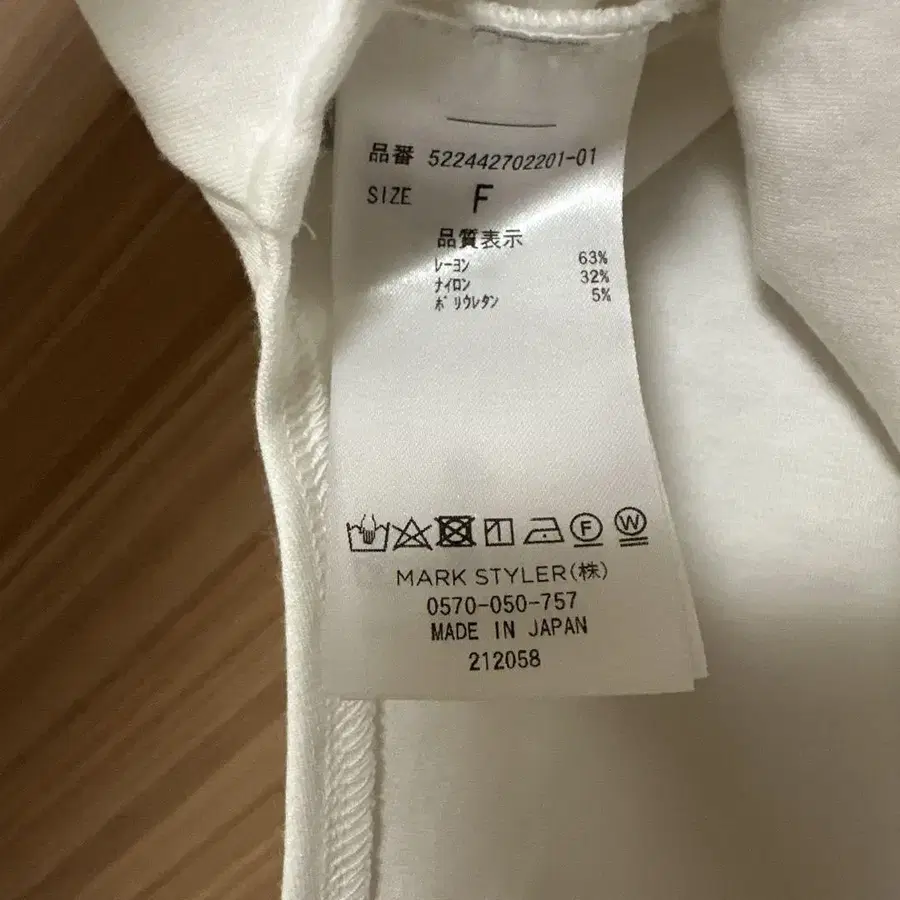 品番 522442702201-01
SIZE F
品質表示
ﾚｰﾖﾝ 63%
ﾅｲﾛﾝ 32%
ﾎﾟﾘｳﾚﾀﾝ 5%
F W
MARK STYLER(株)
0570-050-757
MADE IN JAPAN
212058